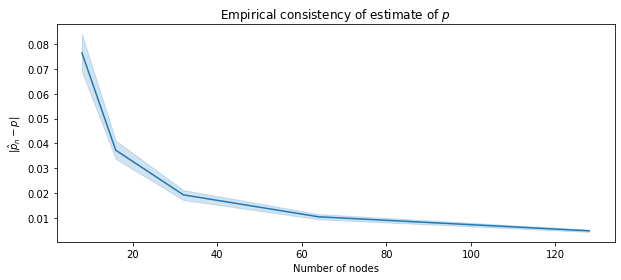 Empirical consistency of estimate of p
|p̂ₙ − p|
0.08
0.07
0.06
0.05
0.04
0.03
0.02
0.01
20 40 60 80 100 120
Number of nodes